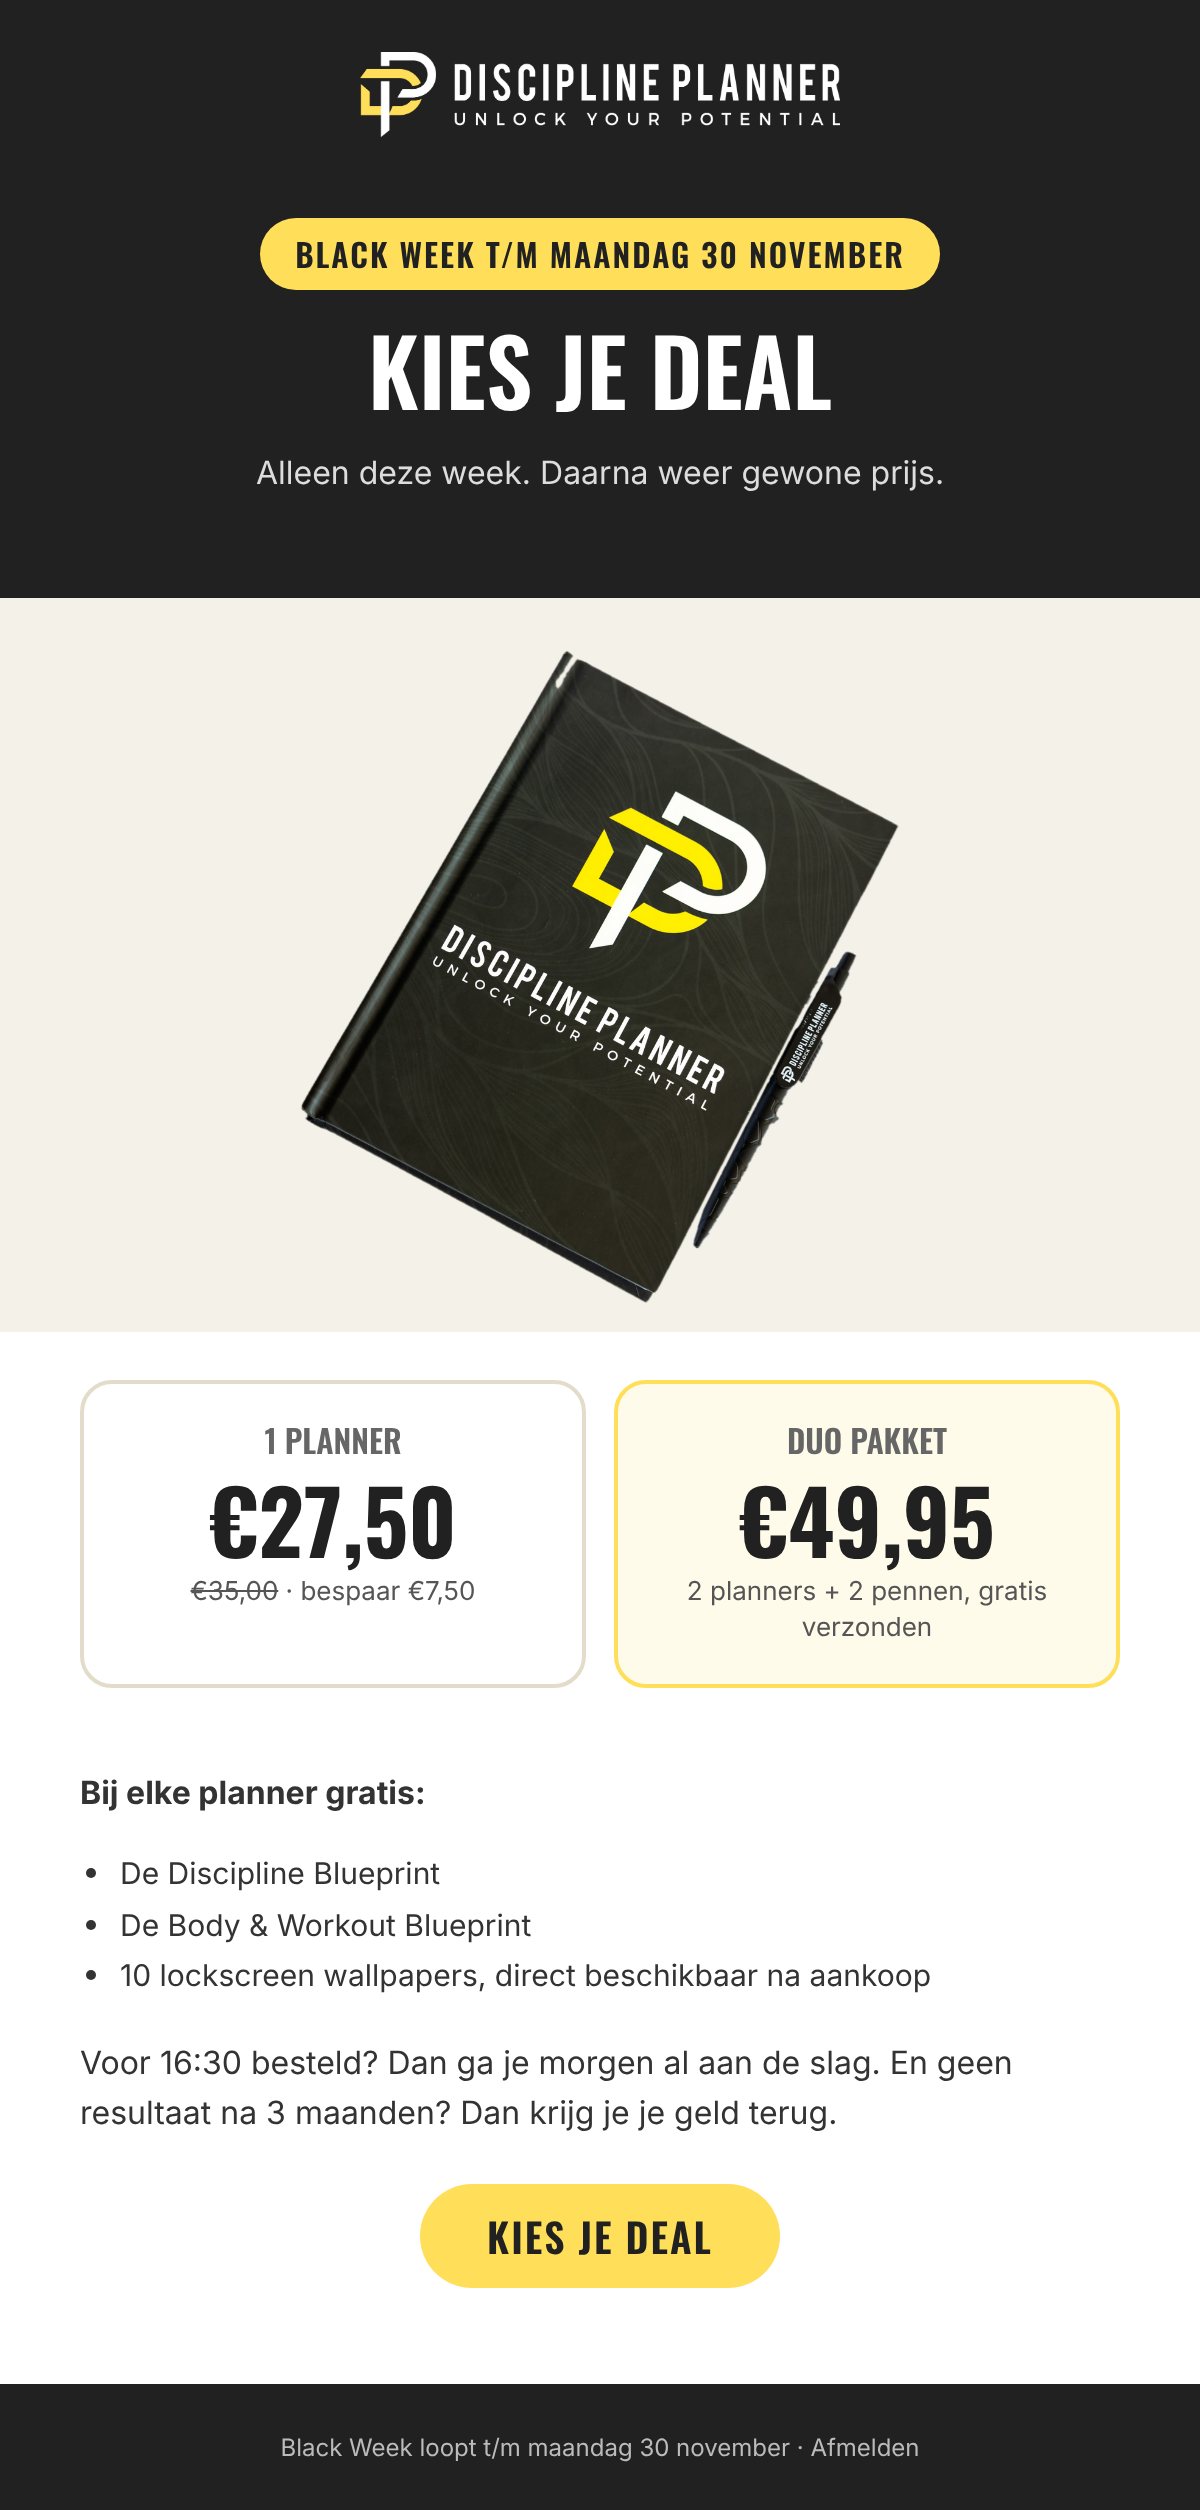 DISCIPLINE PLANNER
UNLOCK YOUR POTENTIAL
BLACK WEEK T/M MAANDAG 30 NOVEMBER
KIES JE DEAL
Alleen deze week. Daarna weer gewone prijs.
DISCIPLINE PLANNER
UNLOCK YOUR POTENTIAL
DISCIPLINE PLANNER
UNLOCK YOUR POTENTIAL
1 PLANNER
€27,50
€35,00 · bespaar €7,50
DUO PAKKET
€49,95
2 planners + 2 pennen, gratis
verzonden
Bij elke planner gratis:
• De Discipline Blueprint
• De Body & Workout Blueprint
• 10 lockscreen wallpapers, direct beschikbaar na aankoop
Voor 16:30 besteld? Dan ga je morgen al aan de slag. En geen
resultaat na 3 maanden? Dan krijg je je geld terug.
KIES JE DEAL
Black Week loopt t/m maandag 30 november · Afmelden